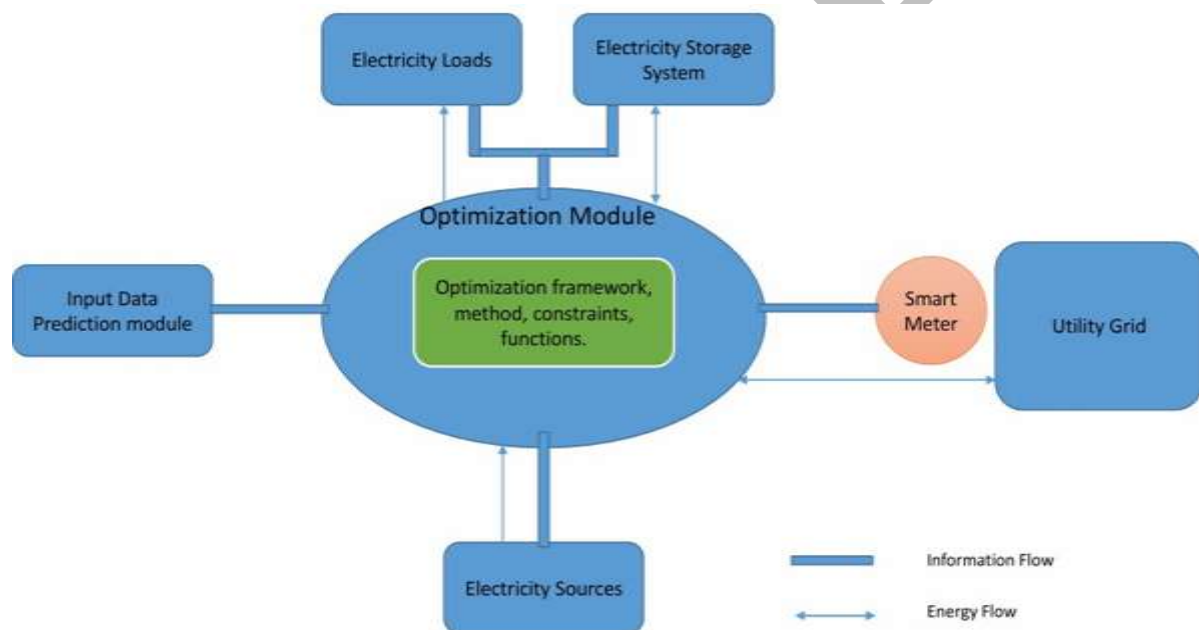 Electricity Loads
Electricity Storage
System
Optimization Module
Optimization framework,
method, constraints,
functions.
Input Data
Prediction module
Smart
Meter
Utility Grid
Electricity Sources
Information Flow
Energy Flow